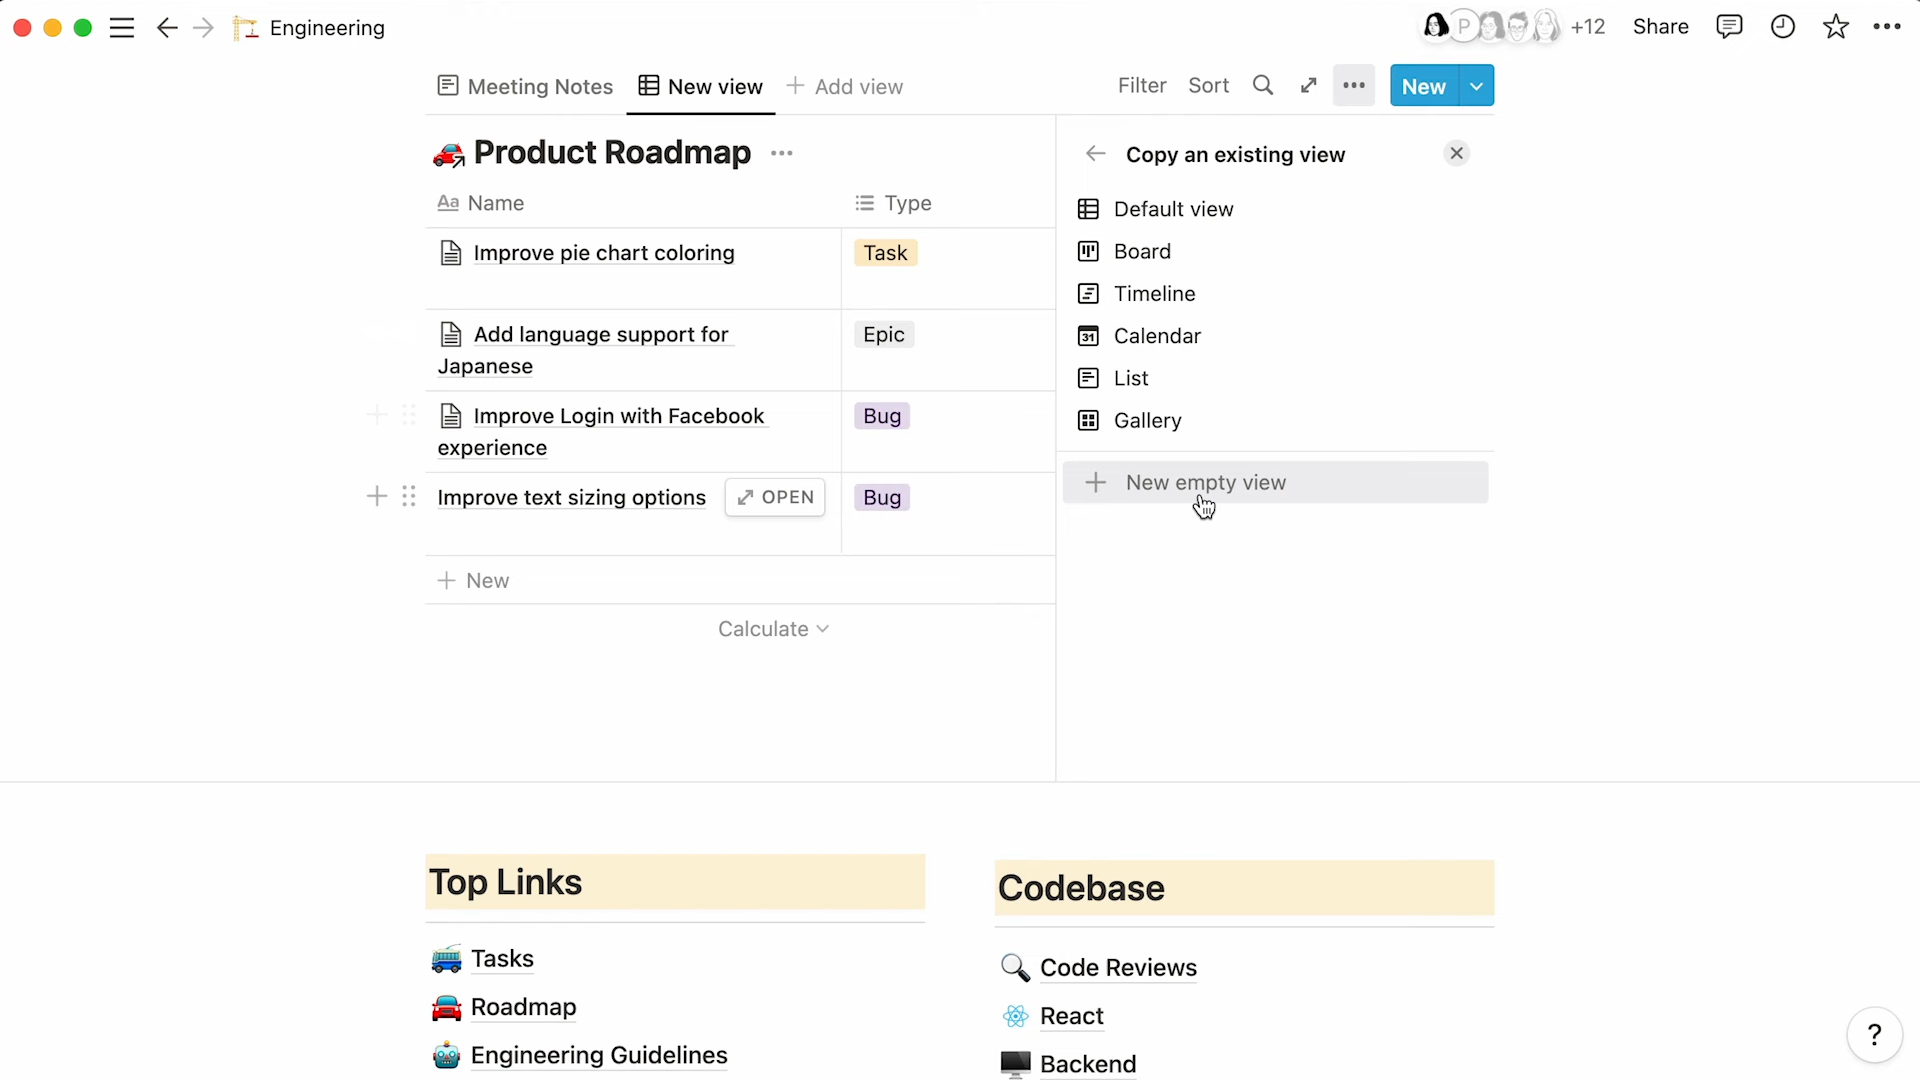 Engineering
P
+12
Share
Meeting Notes
New view
Add view
Filter
Sort
New
Product Roadmap
Copy an existing view
Aa Name
Type
Default view
Improve pie chart coloring
Task
Board
Timeline
Add language support for
Japanese
Epic
31 Calendar
List
Improve Login with Facebook
experience
Bug
Gallery
Improve text sizing options
OPEN
Bug
New empty view
New
Calculate
Top Links
Codebase
Tasks
Code Reviews
Roadmap
React
Engineering Guidelines
Backend
?